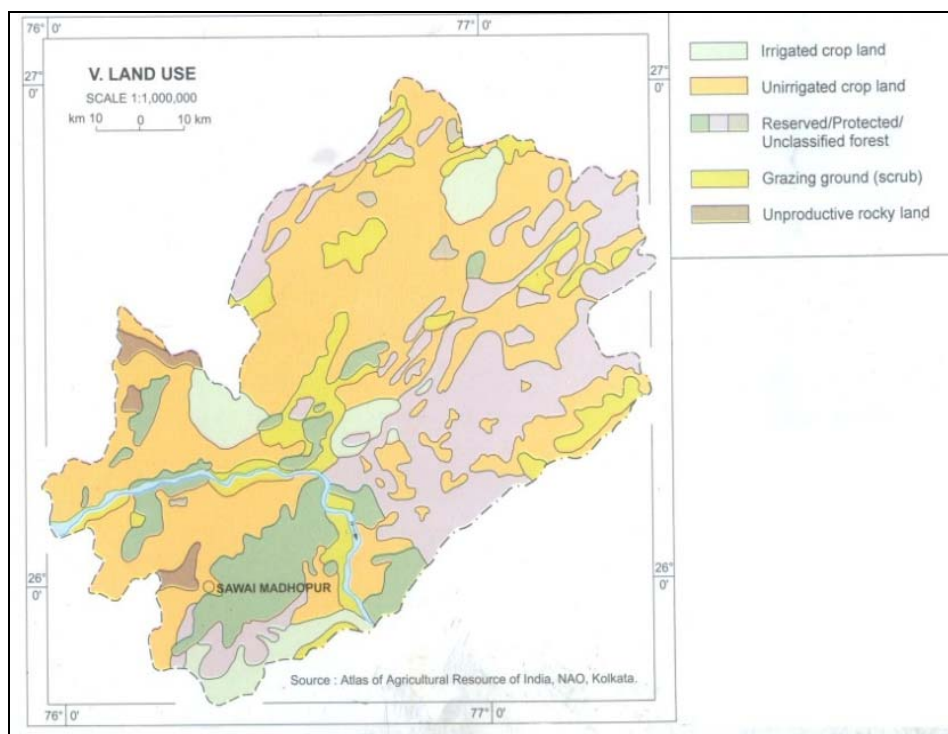 76° 0'
77° 0'
27° 0'
27° 0'
V. LAND USE
SCALE 1:1,000,000
km 10 0 10 km
Irrigated crop land
Unirrigated crop land
Reserved/Protected/
Unclassified forest
Grazing ground (scrub)
Unproductive rocky land
26° 0'
26° 0'
SAWAI MADHOPUR
Source : Atlas of Agricultural Resource of India, NAO, Kolkata.
76° 0'
77° 0'